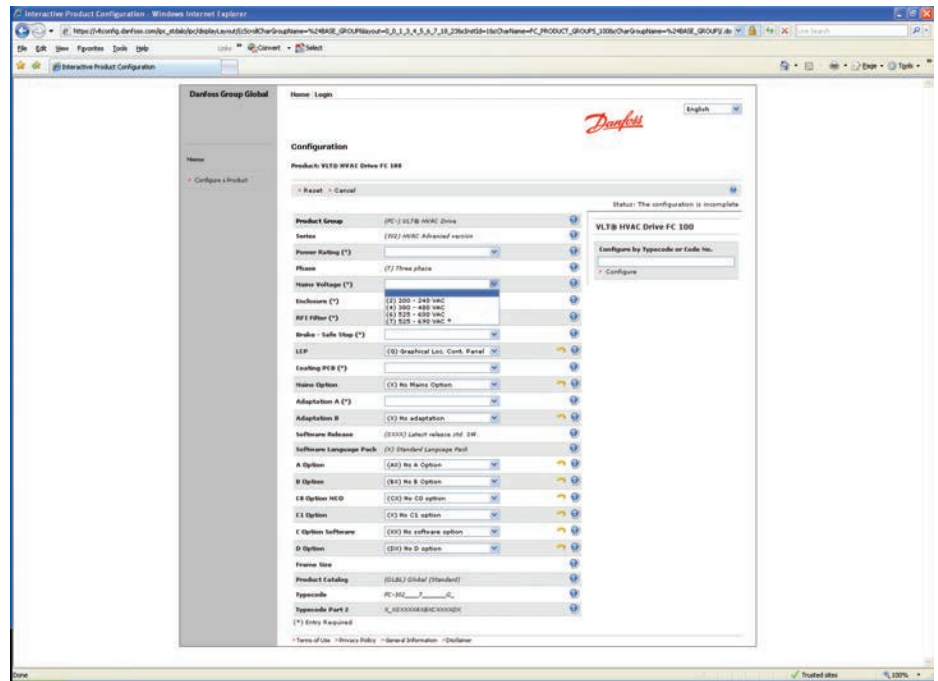 Interactive Product Configuration - Windows Internet Explorer
File Edit View Favorites Tools Help
Links Convert Select
Interactive Product Configuration
Page Tools
Danfoss Group Global
Home Login
English
Danfoss
Configuration
Menu
Product: VLT® HVAC Drive FC 100
Configure a Product
Reset Cancel
Status: The configuration is incomplete
VLT® HVAC Drive FC 100
Configure by Typecode or Code No.
Configure
Product Group (FC-) VLT® HVAC Drive
Series (102) HVAC Advanced version
Power Rating (*)
Phase (T) Three phase
Mains Voltage (*)
(2) 200 - 240 VAC
(4) 380 - 480 VAC
(6) 525 - 600 VAC
(7) 525 - 690 VAC *
Enclosure (*)
RFI Filter (*)
Brake - Safe Stop (*)
LCP (G) Graphical Loc. Cont. Panel
Coating PCB (*)
Mains Option (X) No Mains Option
Adaptation A (*)
Adaptation B (X) No adaptation
Software Release (SXXX) Latest release std. SW.
Software Language Pack (X) Standard Language Pack
A Option (AX) No A Option
B Option (BX) No B Option
C0 Option MCO (CX) No C0 option
C1 Option (X) No C1 option
C Option Software (XX) No software option
D Option (DX) No D option
Frame Size
Product Catalog (GLBL) Global (Standard)
Typecode
Typecode Part 2
(*) Entry Required
Terms of Use Privacy Policy General Information Disclaimer
Done
Trusted sites
100%